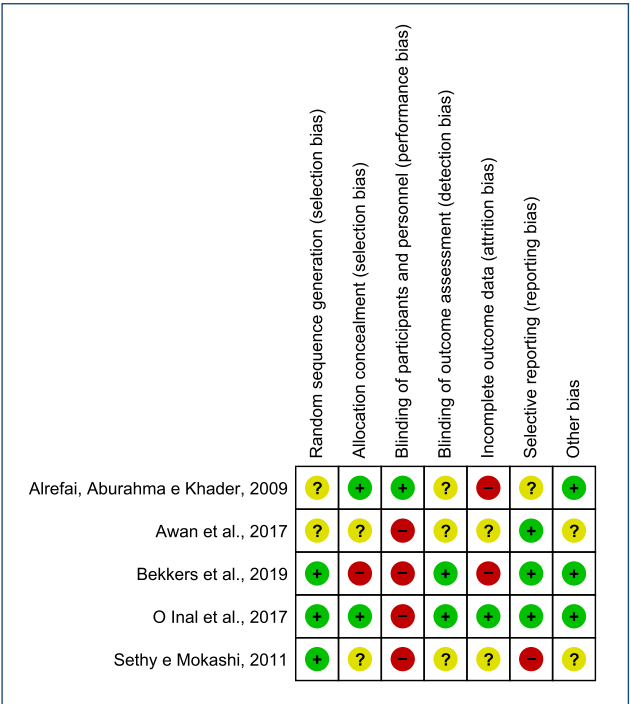 Random sequence generation (selection bias)
Allocation concealment (selection bias)
Blinding of participants and personnel (performance bias)
Blinding of outcome assessment (detection bias)
Incomplete outcome data (attrition bias)
Selective reporting (reporting bias)
Other bias
Alrefai, Aburahma e Khader, 2009 ? + + ? − ? +
Awan et al., 2017 ? ? − ? ? + ?
Bekkers et al., 2019 + − − + − + +
O Inal et al., 2017 + + − + + + +
Sethy e Mokashi, 2011 + ? − ? ? − ?